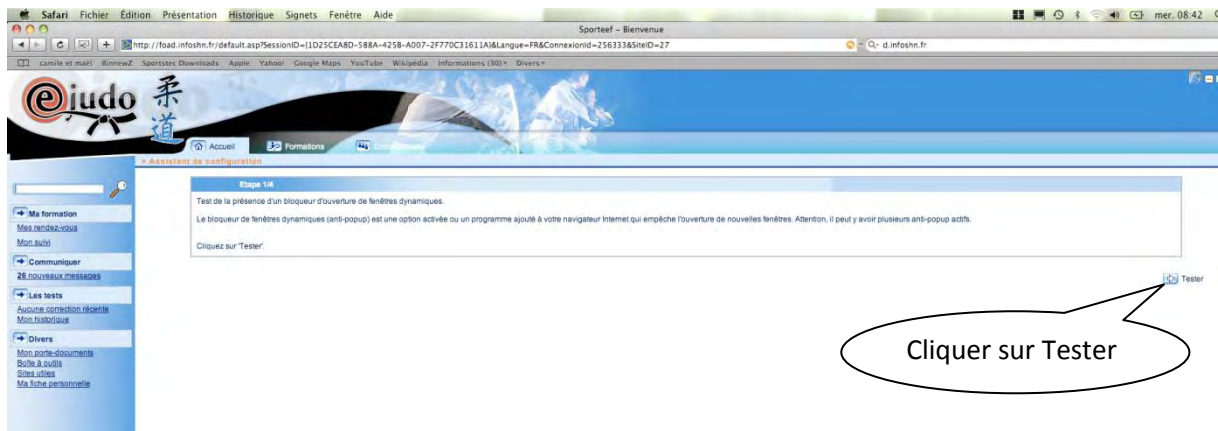 Safari Fichier Édition Présentation Historique Signets Fenêtre Aide mer. 08:42
Sporteef – Bienvenue
http://foad.infoshn.fr/default.asp?SessionID={1D25CEA8D-588A-425B-A007-2F770C31611A}&Langue=FR&ConnexionId=256333&SiteID=27
d.infoshn.fr
camile et maël BinnewZ Sportstec Downloads Apple Yahoo! Google Maps YouTube Wikipédia Informations (30) Divers
ejudo 柔道
Accueil Formations
> Assistant de configuration
Etape 1/4
Test de la présence d'un bloqueur d'ouverture de fenêtres dynamiques.
Le bloqueur de fenêtres dynamiques (anti-popup) est une option activée ou un programme ajouté à votre navigateur Internet qui empêche l'ouverture de nouvelles fenêtres. Attention, il peut y avoir plusieurs anti-popup actifs.
Cliquez sur 'Tester'.
Tester
Cliquer sur Tester
Ma formation
Mes rendez-vous
Mon suivi
Communiquer
26 nouveaux messages
Les tests
Aucune correction récente
Mon historique
Divers
Mon porte-documents
Boîte à outils
Sites utiles
Ma fiche personnelle